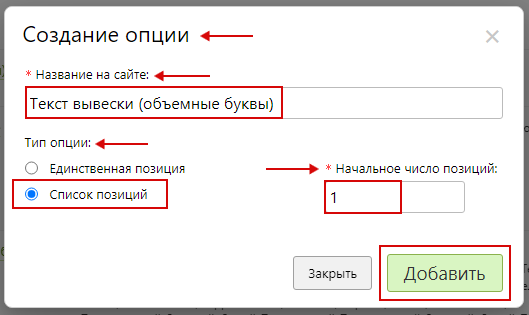 Создание опции
* Название на сайте:
Текст вывески (объемные буквы)
Тип опции:
Единственная позиция
* Начальное число позиций:
Список позиций
1
Закрыть
Добавить